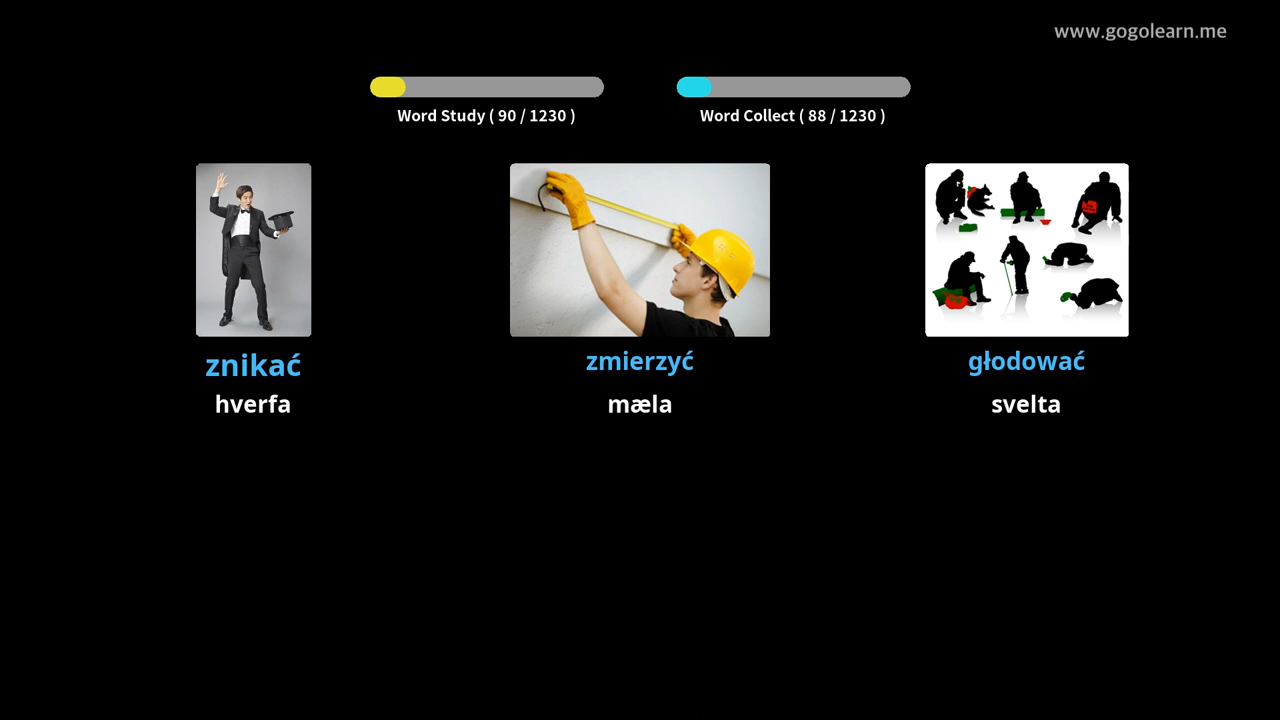 www.gogolearn.me
Word Study ( 90 / 1230 )
Word Collect ( 88 / 1230 )
znikać
zmierzyć
głodować
hverfa
mæla
svelta